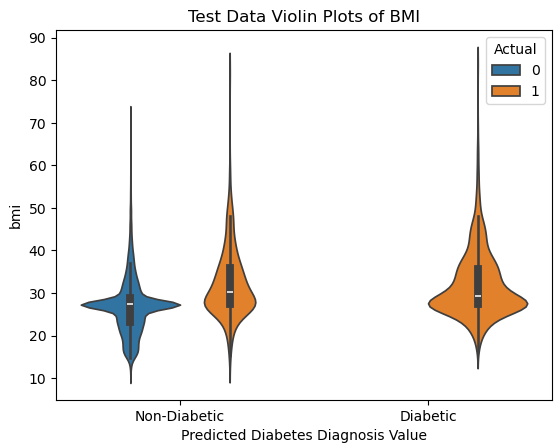 Test Data Violin Plots of BMI
Actual
0
1
90
80
70
60
50
40
30
20
10
bmi
Non-Diabetic
Diabetic
Predicted Diabetes Diagnosis Value